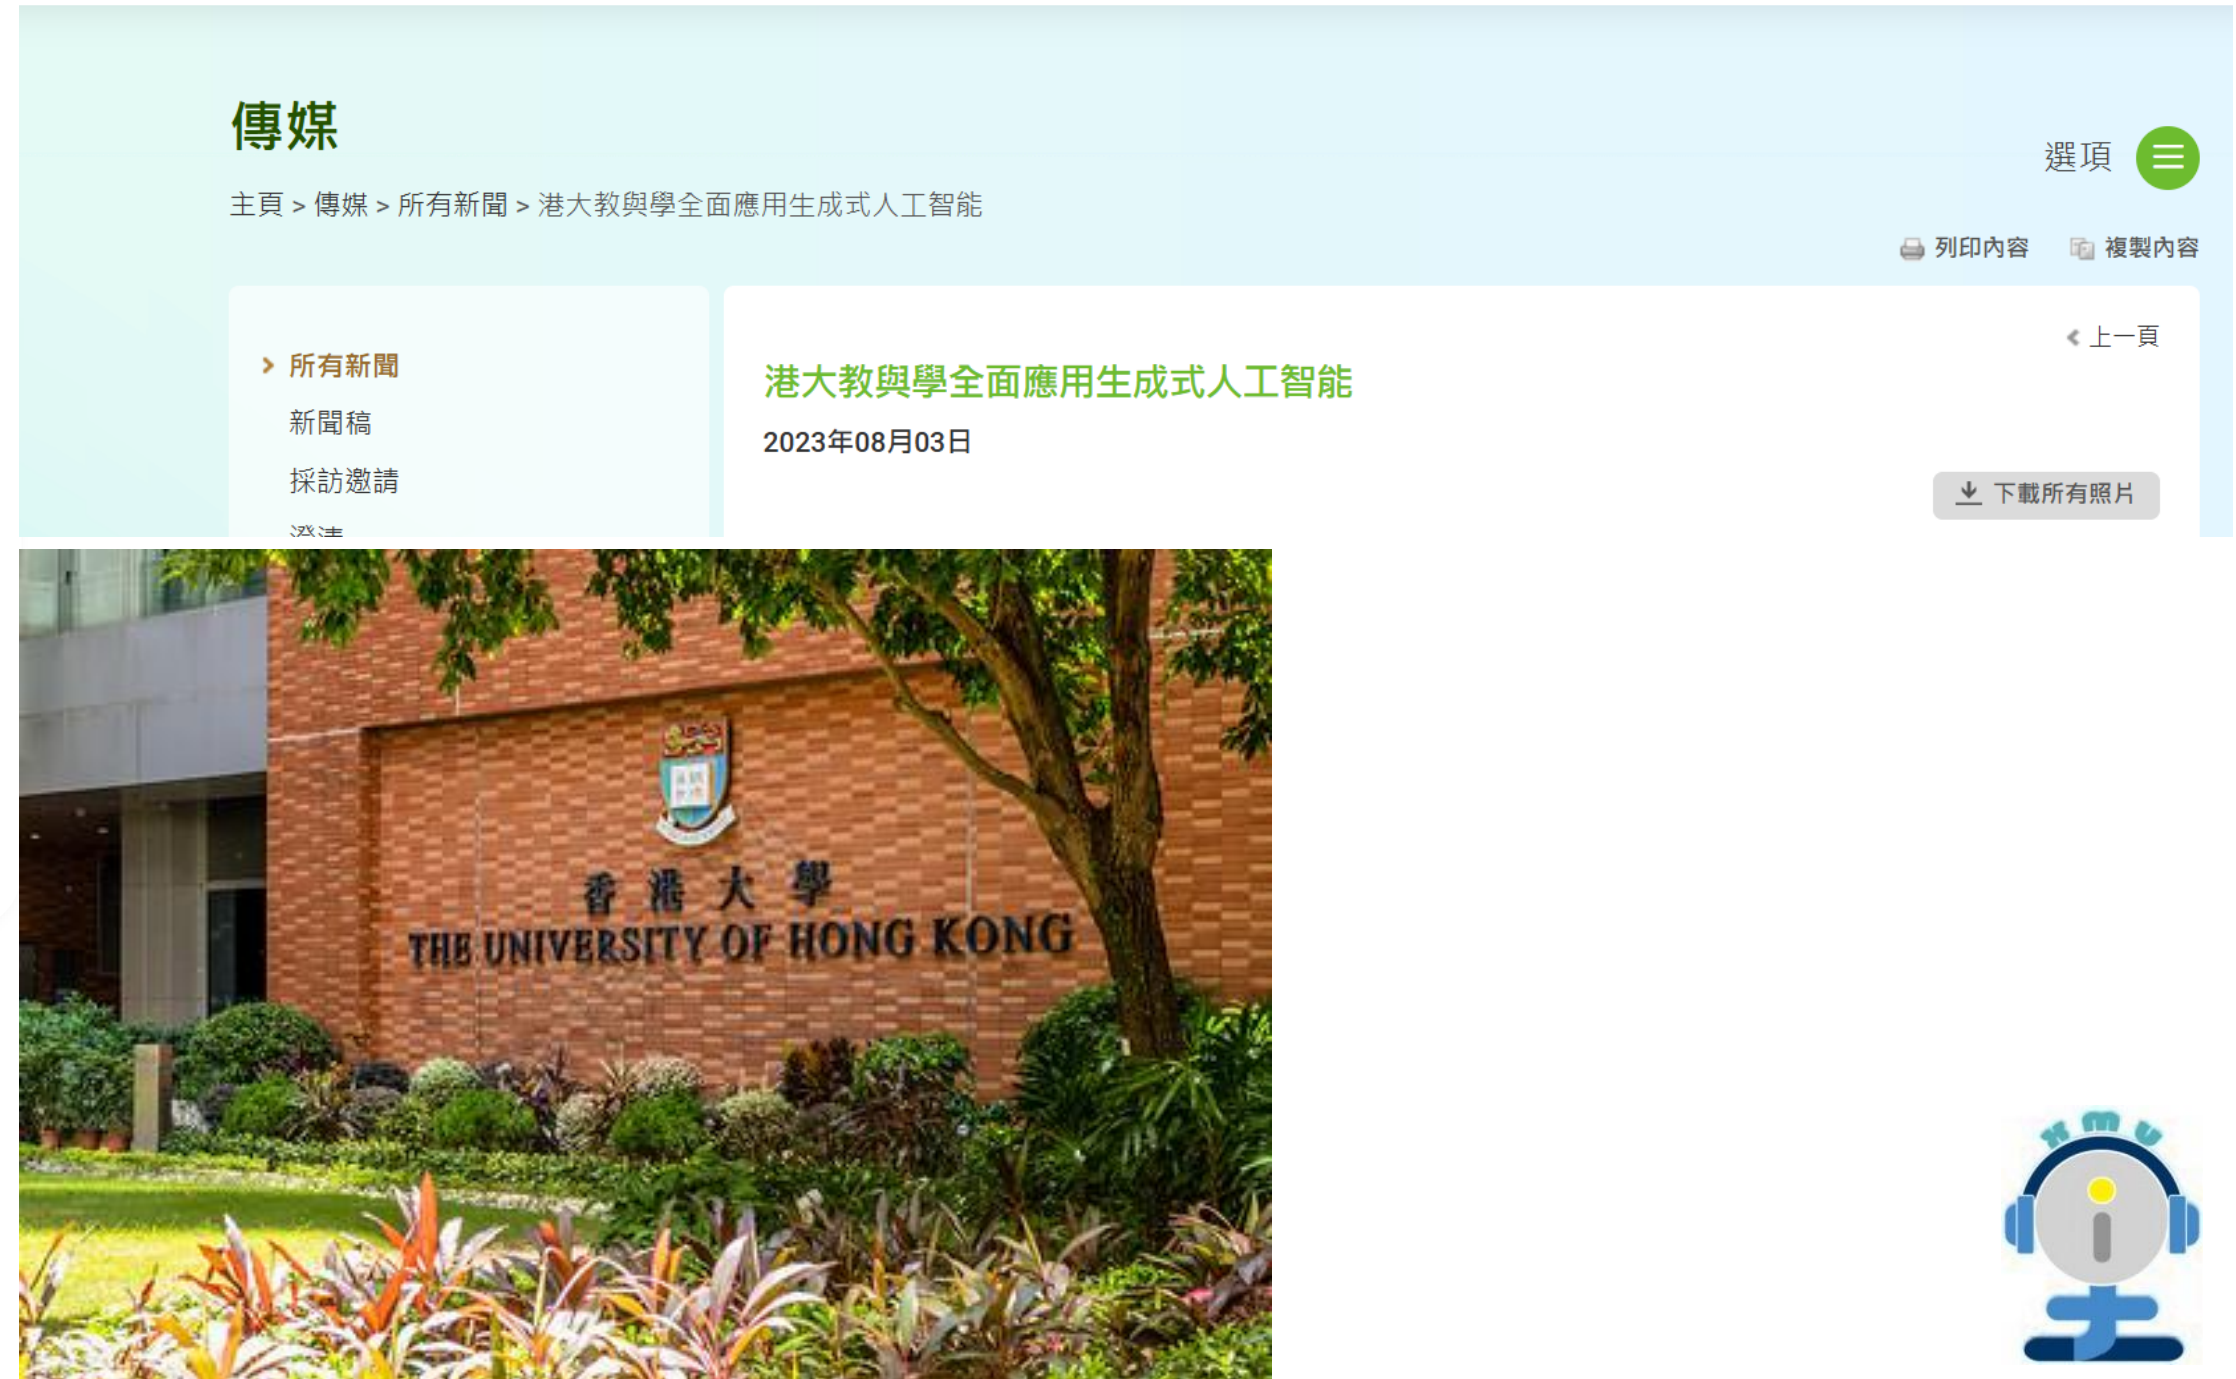 傳媒
選項
主頁 > 傳媒 > 所有新聞 > 港大教與學全面應用生成式人工智能
列印內容 複製內容
上一頁
所有新聞
新聞稿
採訪邀請
澄清
港大教與學全面應用生成式人工智能
2023年08月03日
下載所有照片
香港大學
THE UNIVERSITY OF HONG KONG
XMU
i